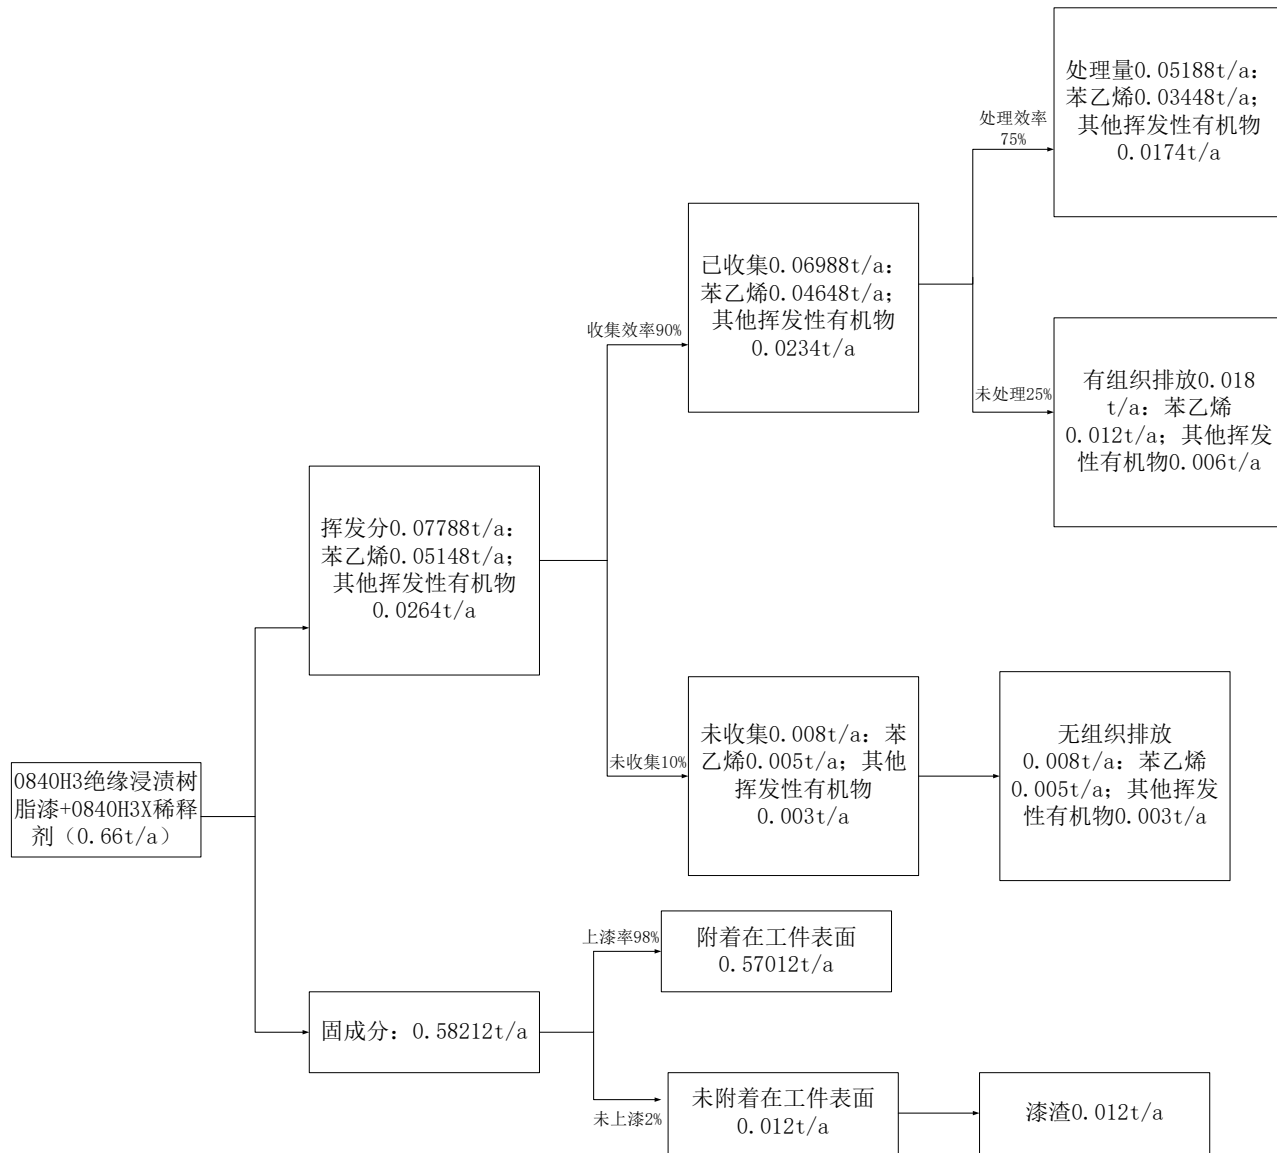 处理量0.05188t/a：
苯乙烯0.03448t/a；
其他挥发性有机物
0.0174t/a
处理效率
75%
已收集0.06988t/a：
苯乙烯0.04648t/a；
其他挥发性有机物
0.0234t/a
收集效率90%
未处理25%
有组织排放0.018
t/a：苯乙烯
0.012t/a；其他挥发
性有机物0.006t/a
挥发分0.07788t/a：
苯乙烯0.05148t/a；
其他挥发性有机物
0.0264t/a
未收集10%
未收集0.008t/a：苯
乙烯0.005t/a；其他
挥发性有机物
0.003t/a
无组织排放
0.008t/a：苯乙烯
0.005t/a；其他挥发
性有机物0.003t/a
0840H3绝缘浸渍树
脂漆+0840H3X稀释
剂（0.66t/a）
上漆率98%
附着在工件表面
0.57012t/a
固成分：0.58212t/a
未上漆2%
未附着在工件表面
0.012t/a
漆渣0.012t/a